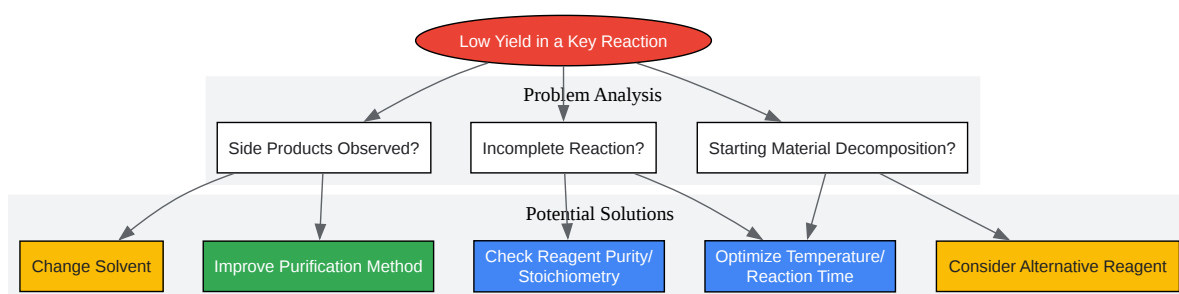 Low Yield in a Key Reaction
Problem Analysis
Side Products Observed?
Incomplete Reaction?
Starting Material Decomposition?
Potential Solutions
Change Solvent
Improve Purification Method
Check Reagent Purity/
Stoichiometry
Optimize Temperature/
Reaction Time
Consider Alternative Reagent